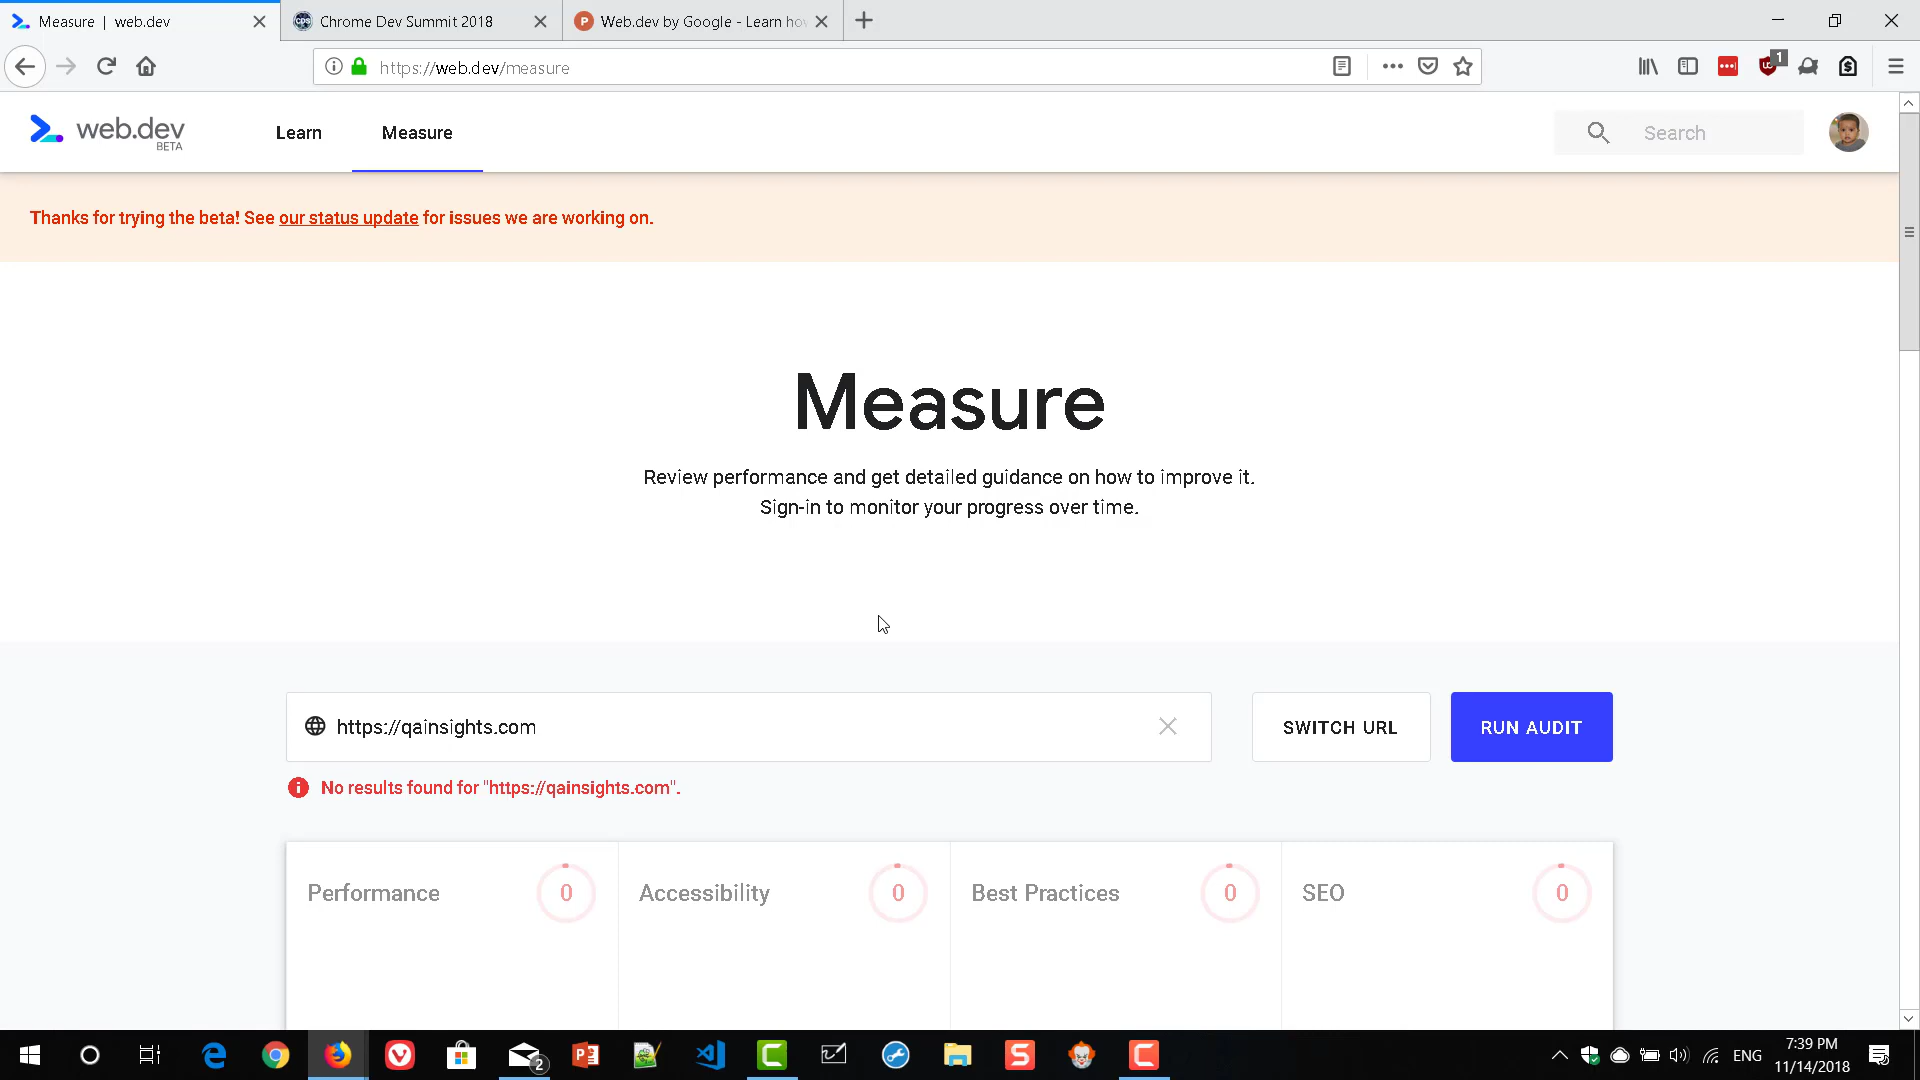 Measure | web.dev
Chrome Dev Summit 2018
Web.dev by Google - Learn how
https://web.dev/measure
1
web.dev
BETA
Learn
Measure
Search
Thanks for trying the beta! See our status update for issues we are working on.
Measure
Review performance and get detailed guidance on how to improve it.
Sign-in to monitor your progress over time.
https://qainsights.com
SWITCH URL
RUN AUDIT
No results found for "https://qainsights.com".
Performance
0
Accessibility
0
Best Practices
0
SEO
0
2
ENG
7:39 PM
11/14/2018